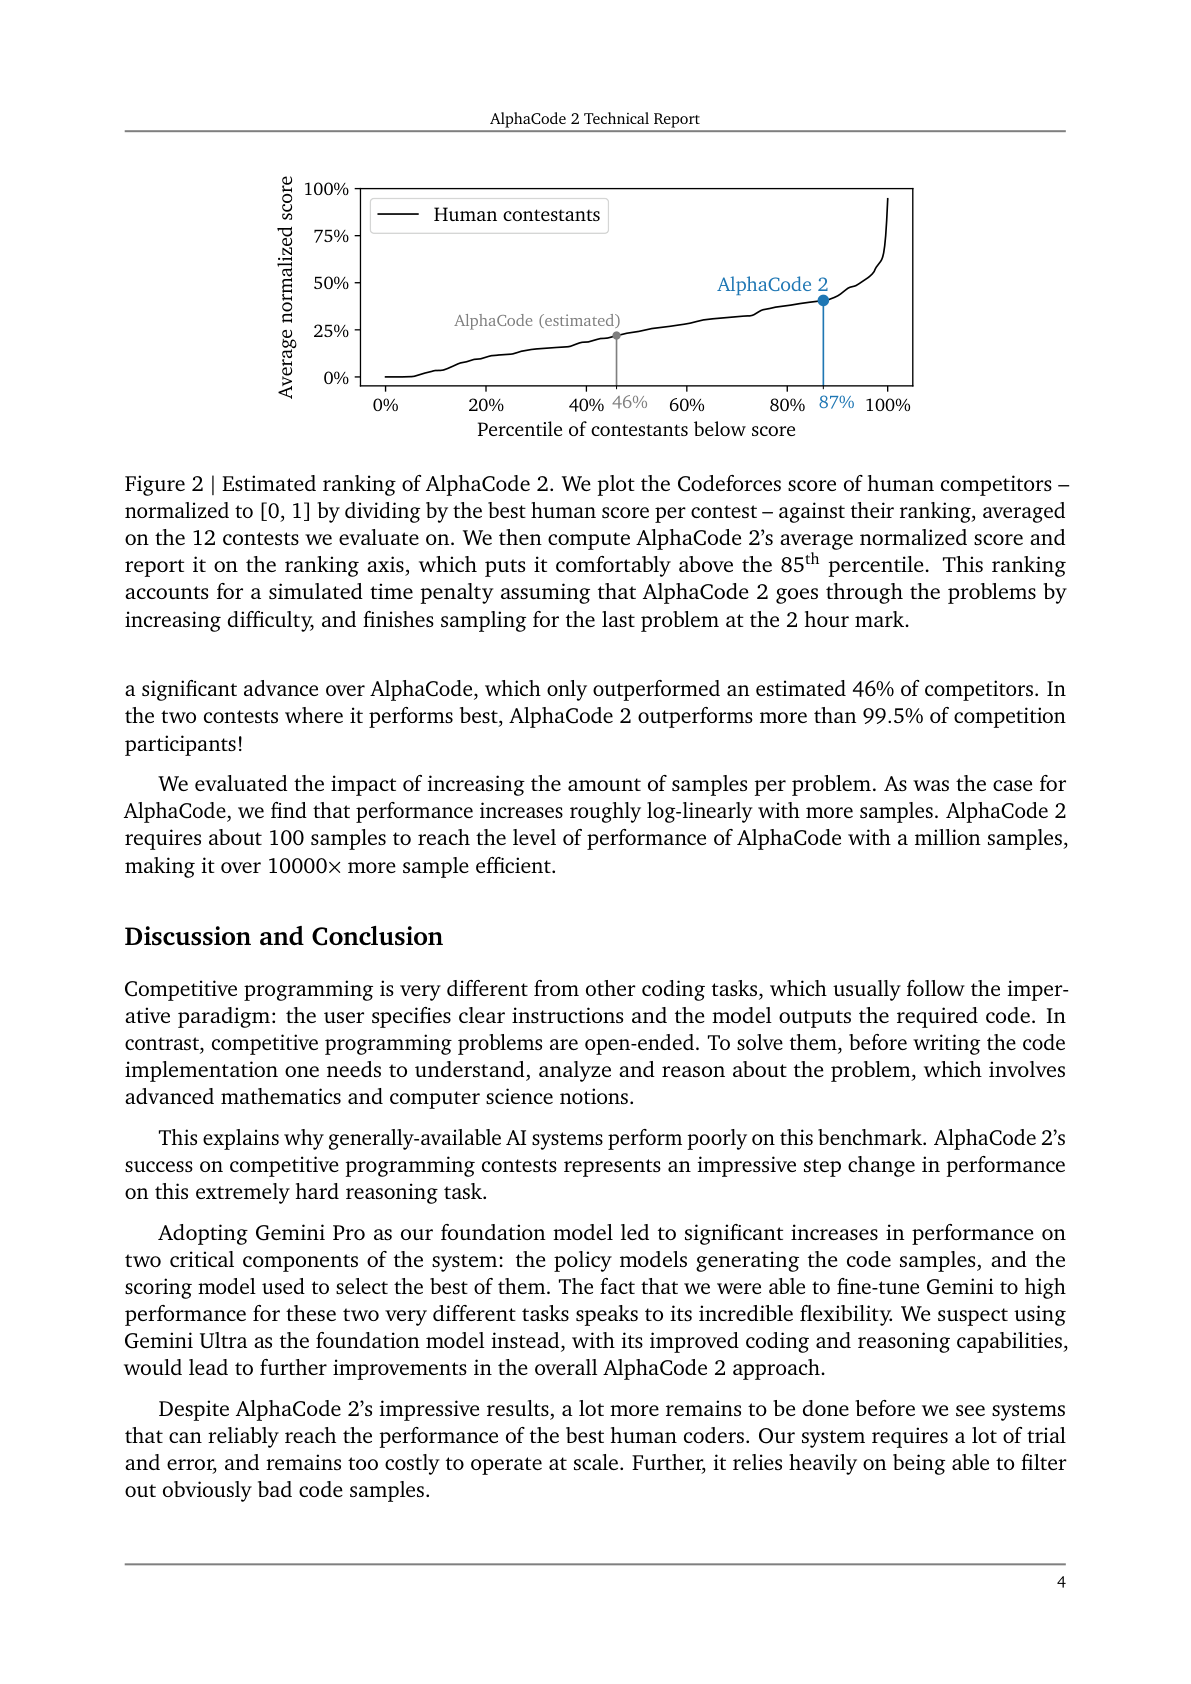 AlphaCode 2 Technical Report
Average normalized score
100%
75%
50%
25%
0%
Human contestants
AlphaCode 2
AlphaCode (estimated)
0% 20% 40% 46% 60% 80% 87% 100%
Percentile of contestants below score
Figure 2 | Estimated ranking of AlphaCode 2. We plot the Codeforces score of human competitors –
normalized to [0, 1] by dividing by the best human score per contest – against their ranking, averaged
on the 12 contests we evaluate on. We then compute AlphaCode 2’s average normalized score and
report it on the ranking axis, which puts it comfortably above the 85th percentile. This ranking
accounts for a simulated time penalty assuming that AlphaCode 2 goes through the problems by
increasing difficulty, and finishes sampling for the last problem at the 2 hour mark.
a significant advance over AlphaCode, which only outperformed an estimated 46% of competitors. In
the two contests where it performs best, AlphaCode 2 outperforms more than 99.5% of competition
participants!
We evaluated the impact of increasing the amount of samples per problem. As was the case for
AlphaCode, we find that performance increases roughly log-linearly with more samples. AlphaCode 2
requires about 100 samples to reach the level of performance of AlphaCode with a million samples,
making it over 10000× more sample efficient.
Discussion and Conclusion
Competitive programming is very different from other coding tasks, which usually follow the imper-
ative paradigm: the user specifies clear instructions and the model outputs the required code. In
contrast, competitive programming problems are open-ended. To solve them, before writing the code
implementation one needs to understand, analyze and reason about the problem, which involves
advanced mathematics and computer science notions.
This explains why generally-available AI systems perform poorly on this benchmark. AlphaCode 2’s
success on competitive programming contests represents an impressive step change in performance
on this extremely hard reasoning task.
Adopting Gemini Pro as our foundation model led to significant increases in performance on
two critical components of the system: the policy models generating the code samples, and the
scoring model used to select the best of them. The fact that we were able to fine-tune Gemini to high
performance for these two very different tasks speaks to its incredible flexibility. We suspect using
Gemini Ultra as the foundation model instead, with its improved coding and reasoning capabilities,
would lead to further improvements in the overall AlphaCode 2 approach.
Despite AlphaCode 2’s impressive results, a lot more remains to be done before we see systems
that can reliably reach the performance of the best human coders. Our system requires a lot of trial
and error, and remains too costly to operate at scale. Further, it relies heavily on being able to filter
out obviously bad code samples.
4